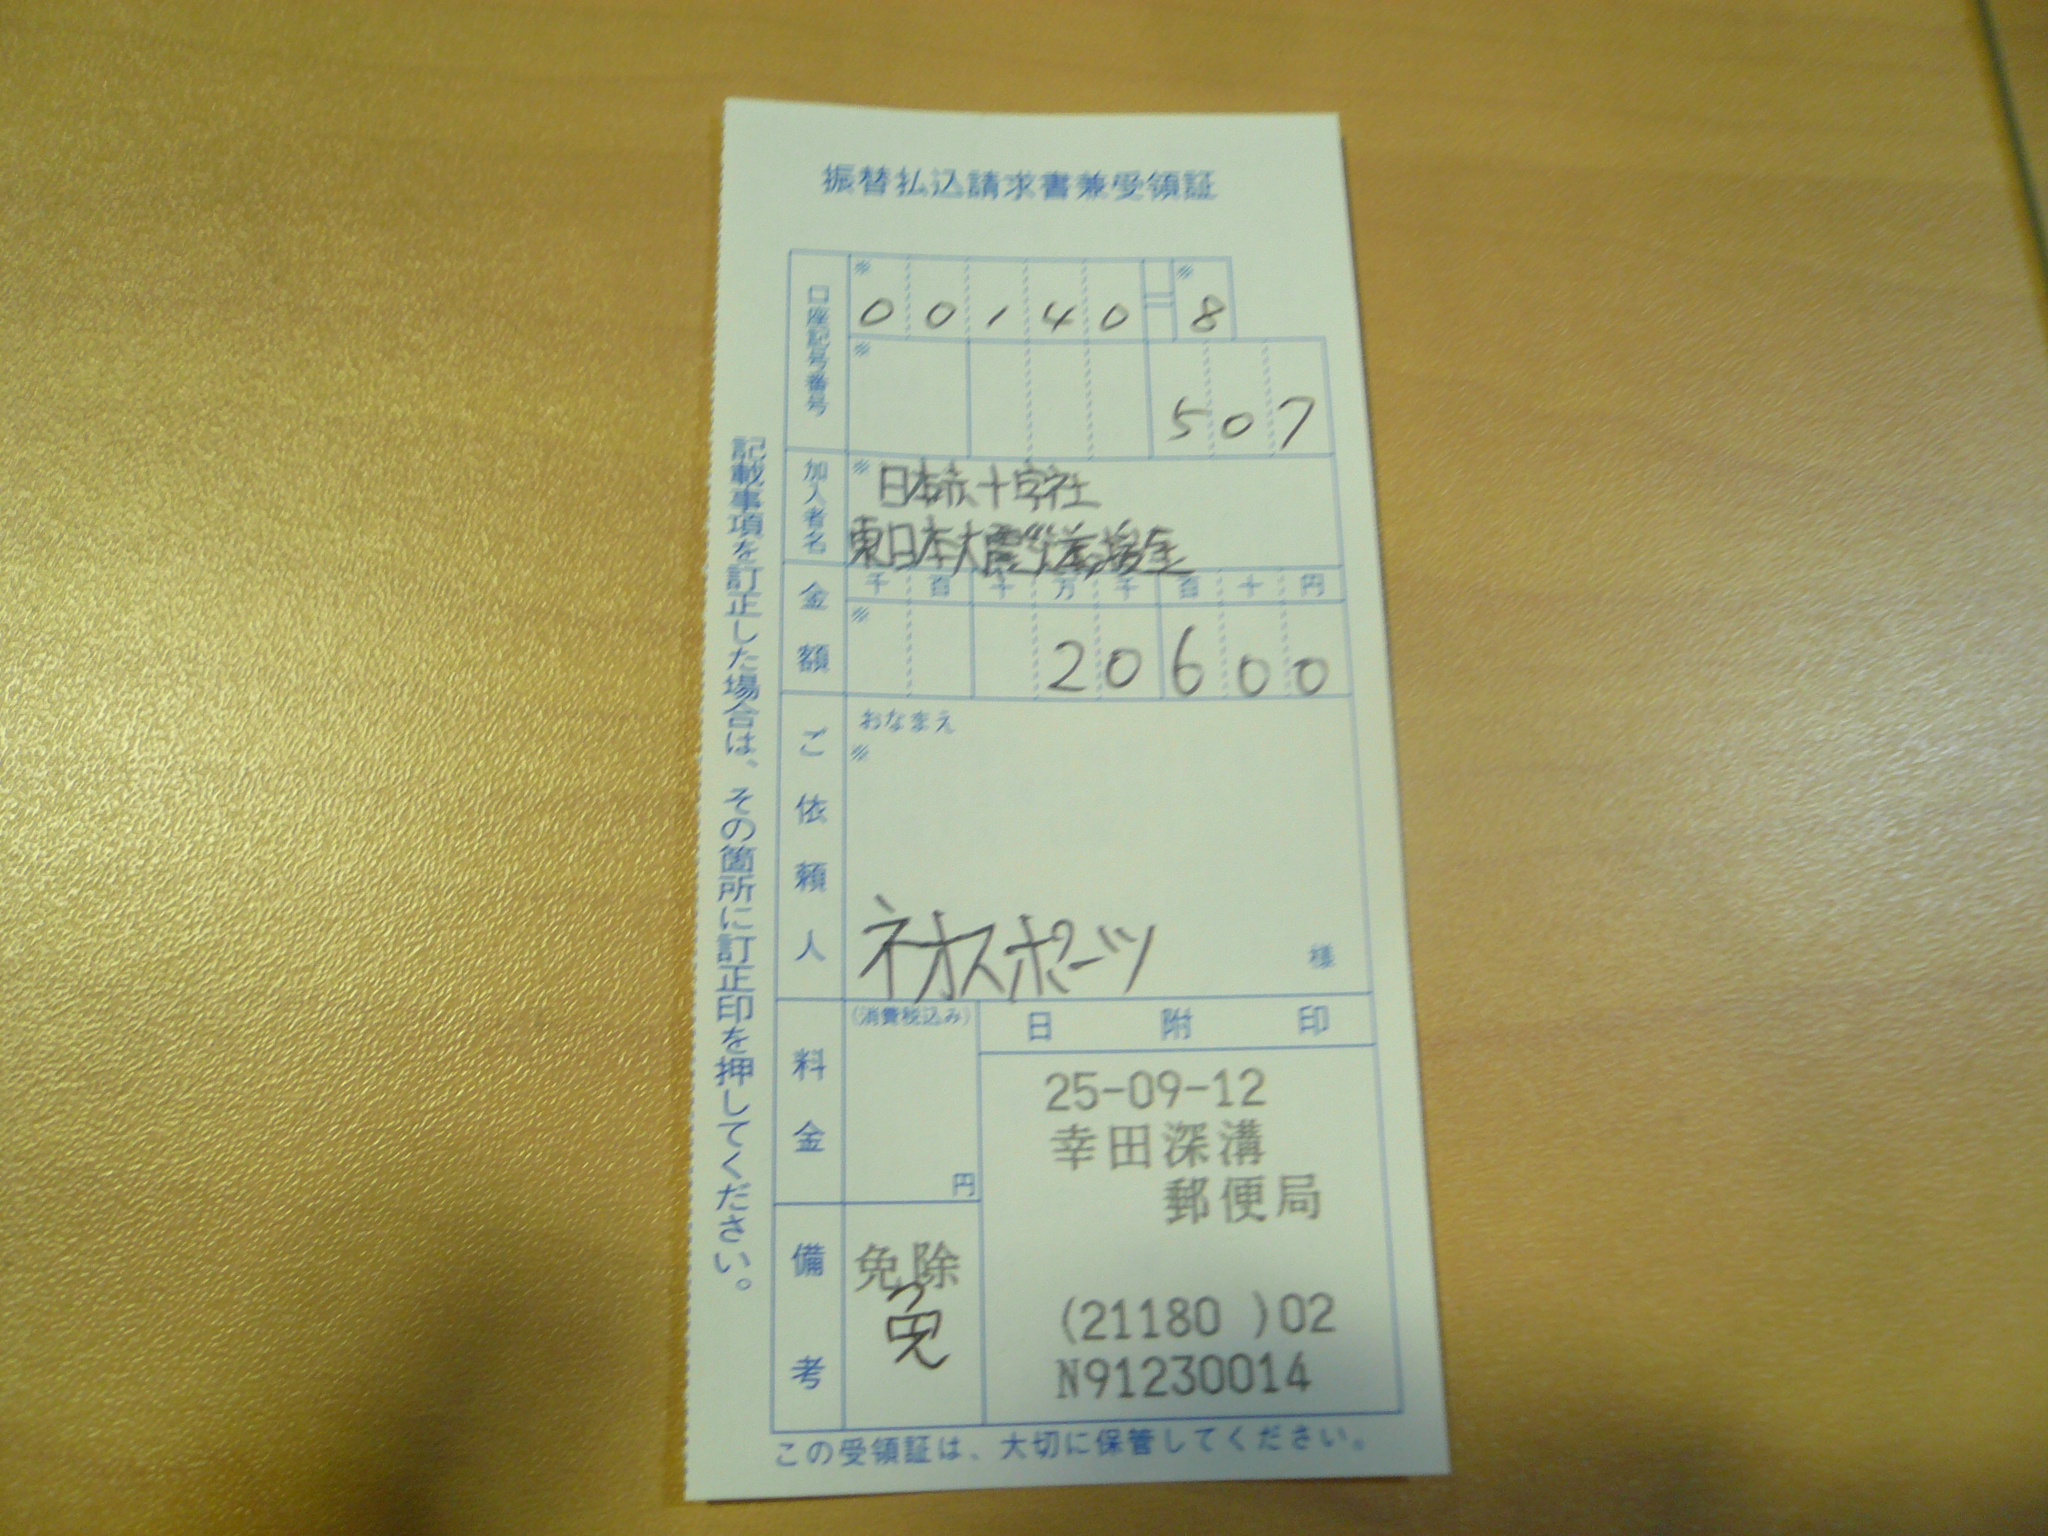 振替払込請求書兼受領証
口座記号番号
※ ※
00140 = 8
※
507
加入者名
※ 日本赤十字社
東日本大震災義援金
金額
千百十万千百十円
※
20600
ご依頼人
おなまえ
※
ネオスポーツ 様
料金
(消費税込み)
円
日附印
25-09-12
幸田深溝
郵便局
(21180 )02
N91230014
備考
免除
免
この受領証は、大切に保管してください。
記載事項を訂正した場合は、その箇所に訂正印を押してください。